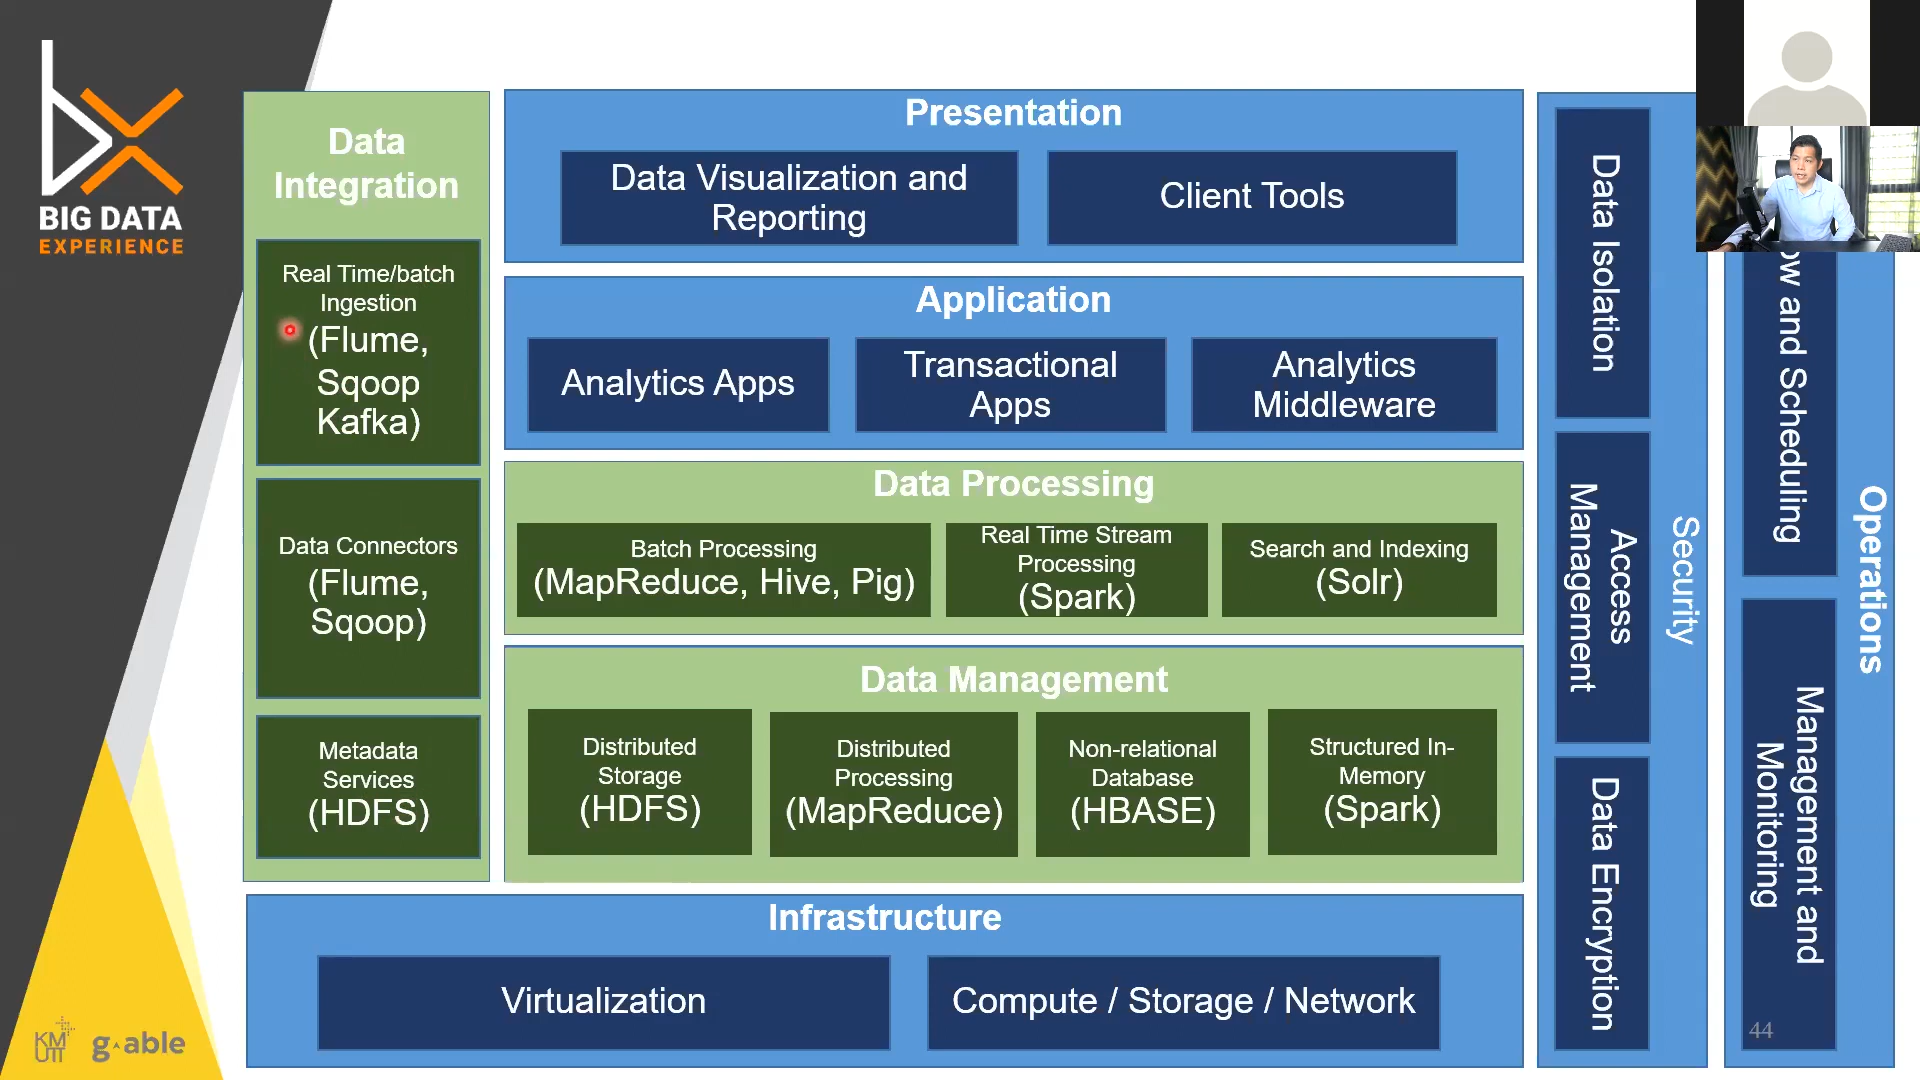 BIG DATA
EXPERIENCE
Data
Integration
Real Time/batch
Ingestion
(Flume,
Sqoop
Kafka)
Data Connectors
(Flume,
Sqoop)
Metadata
Services
(HDFS)
Presentation
Data Visualization and
Reporting
Client Tools
Application
Analytics Apps
Transactional
Apps
Analytics
Middleware
Data Processing
Batch Processing
(MapReduce, Hive, Pig)
Real Time Stream
Processing
(Spark)
Search and Indexing
(Solr)
Data Management
Distributed
Storage
(HDFS)
Distributed
Processing
(MapReduce)
Non-relational
Database
(HBASE)
Structured In-
Memory
(Spark)
Infrastructure
Virtualization
Compute / Storage / Network
Security
Data Isolation
Access
Management
Data Encryption
Operations
ow and Scheduling
Management and
Monitoring
KM
UTT
g-able
44